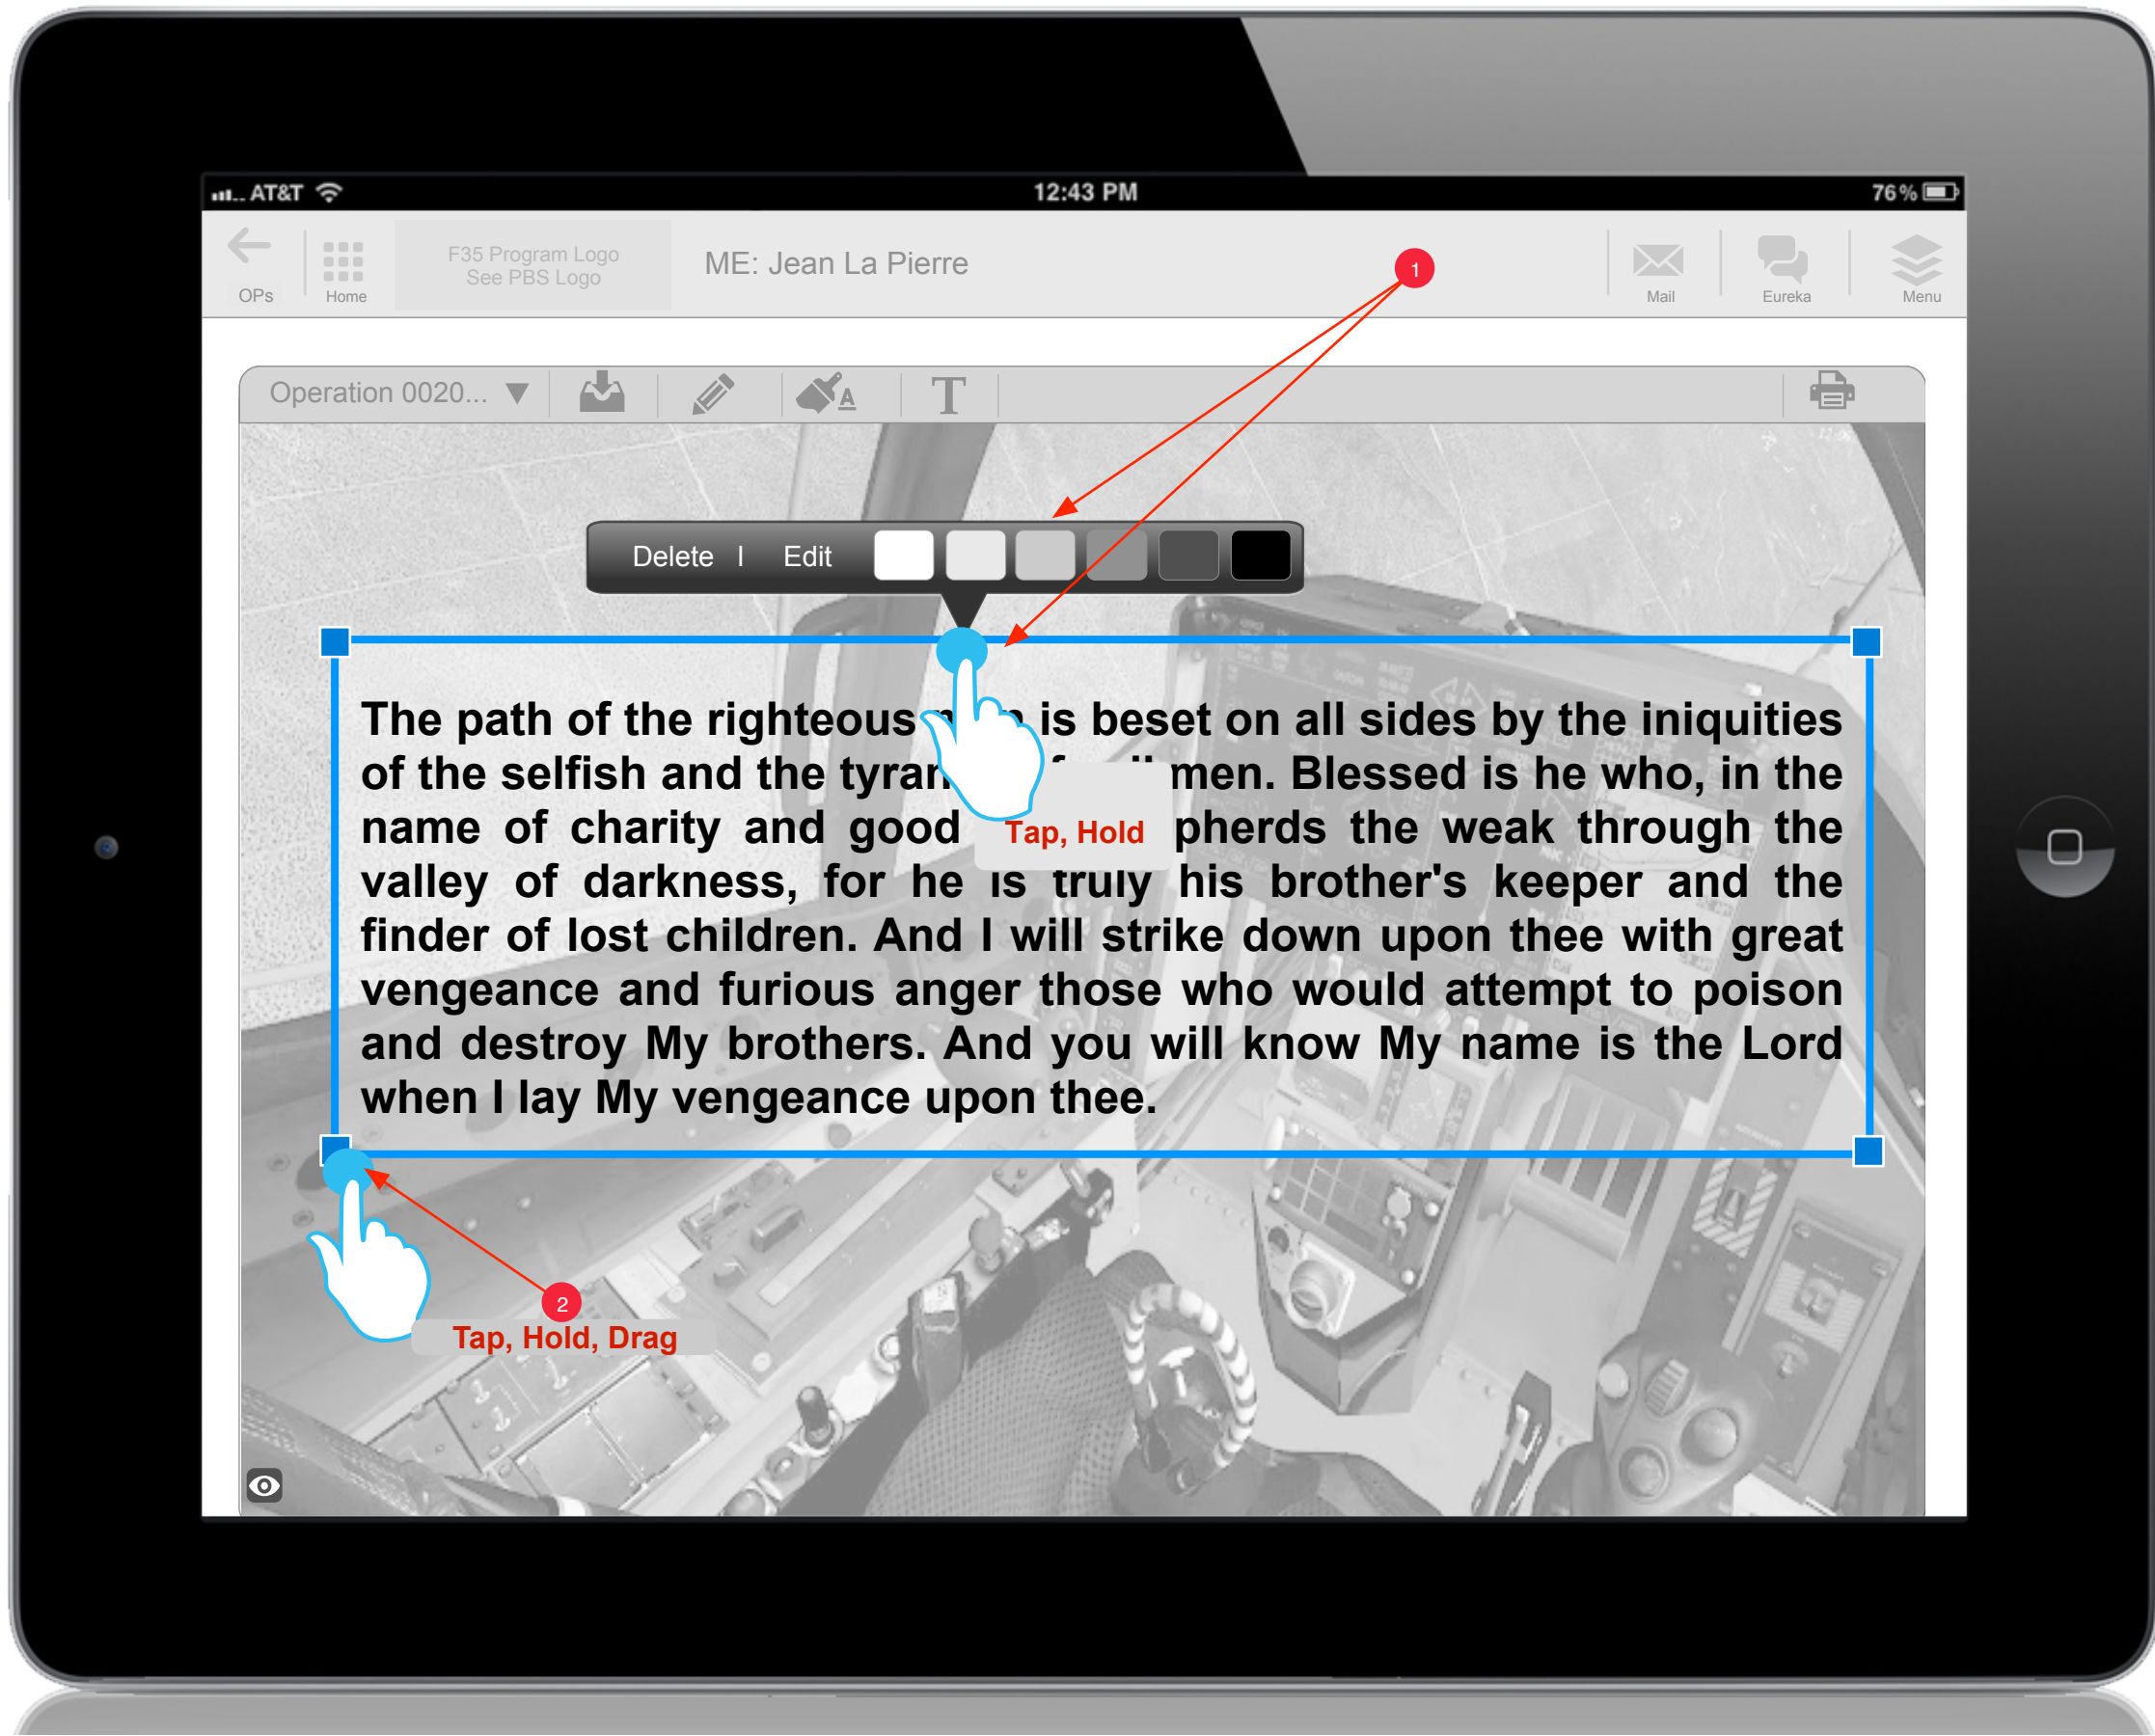 AT&T 12:43 PM 76%
OPs
Home
F35 Program Logo
See PBS Logo
ME: Jean La Pierre
1
Mail
Eureka
Menu
Operation 0020...
A
T
Delete | Edit
The path of the righteous is beset on all sides by the iniquities
of the selfish and the men. Blessed is he who, in the
name of charity and good pherds the weak through the
Tap, Hold
valley of darkness, for he is truly his brother's keeper and the
finder of lost children. And I will strike down upon thee with great
vengeance and furious anger those who would attempt to poison
and destroy My brothers. And you will know My name is the Lord
when I lay My vengeance upon thee.
2
Tap, Hold, Drag